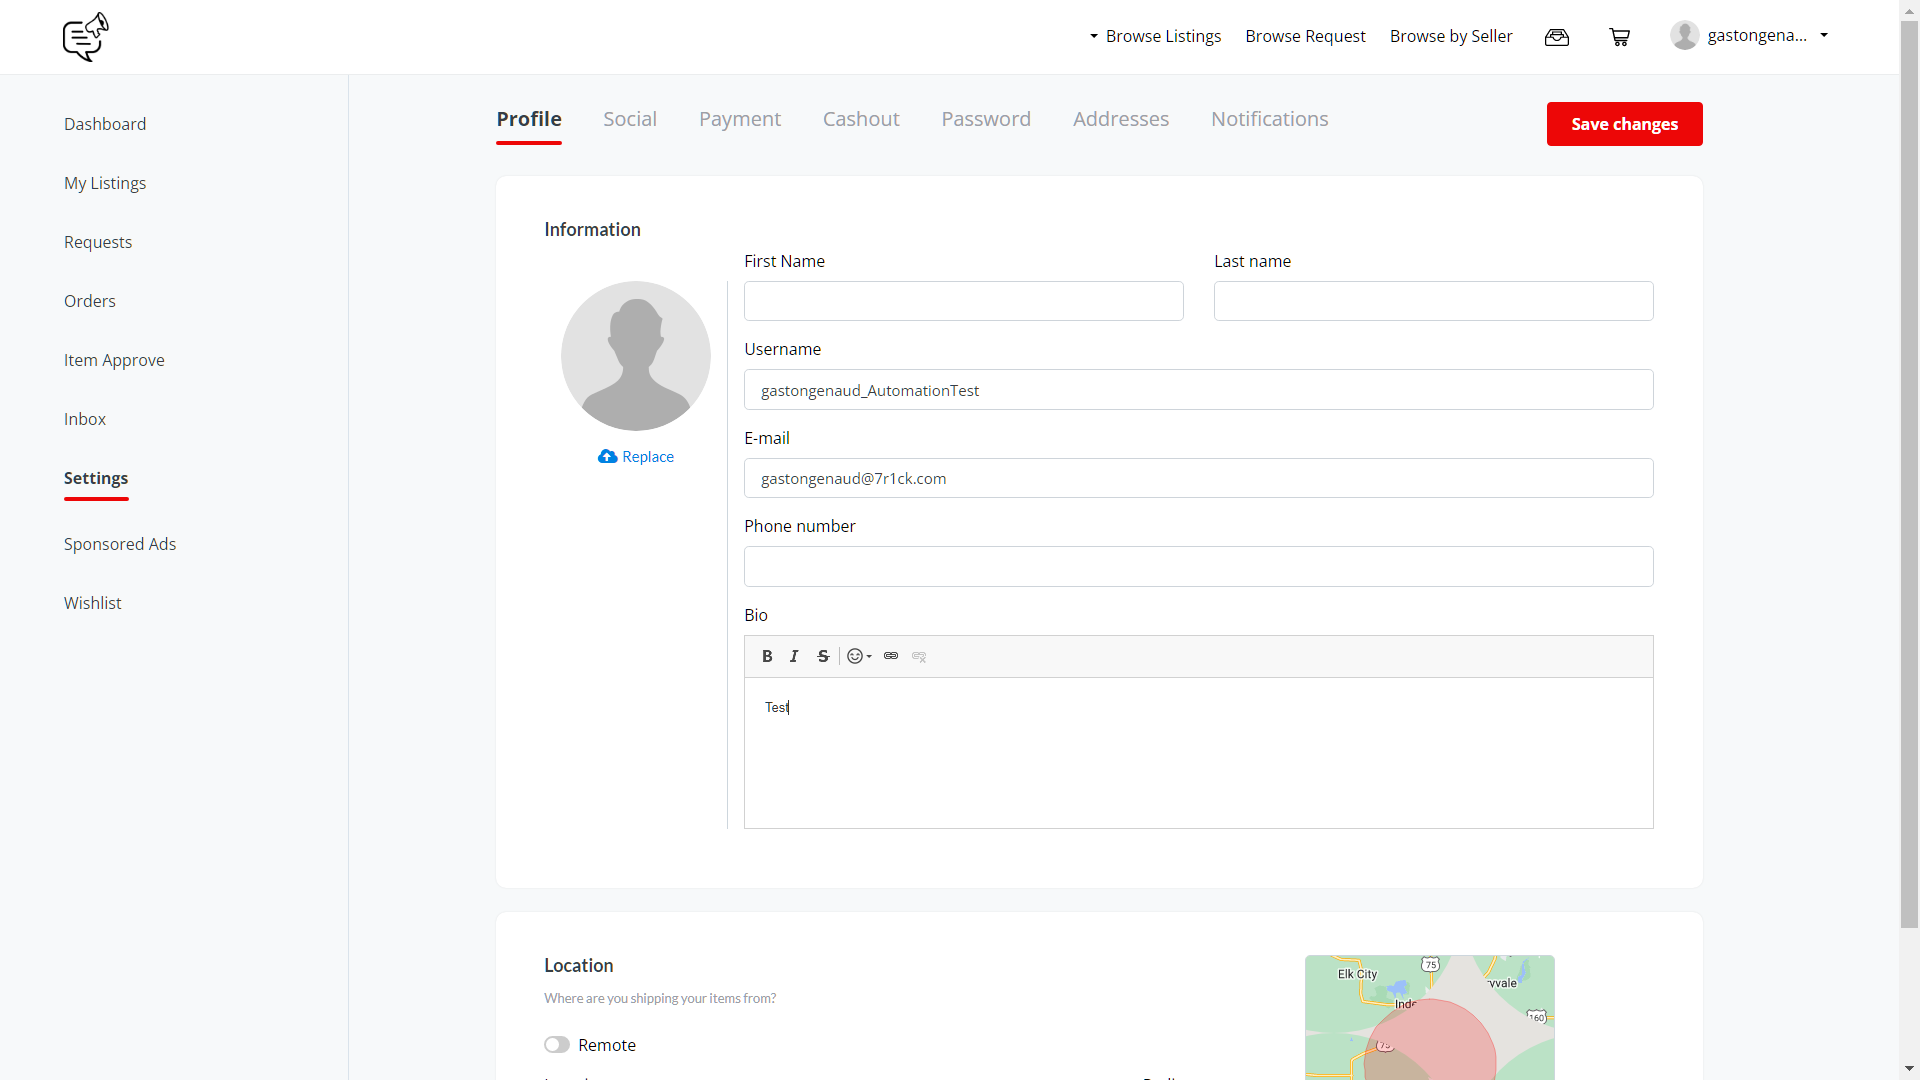 Browse Listings
Browse Request
Browse by Seller
gastongena...
Dashboard
My Listings
Requests
Orders
Item Approve
Inbox
Settings
Sponsored Ads
Wishlist
Profile
Social
Payment
Cashout
Password
Addresses
Notifications
Save changes
Information
Replace
First Name
Last name
Username
gastongenaud_AutomationTest
E-mail
gastongenaud@7r1ck.com
Phone number
Bio
B I S
Test
Location
Where are you shipping your items from?
Remote
Elk City
75
yvale
Inde
160
75